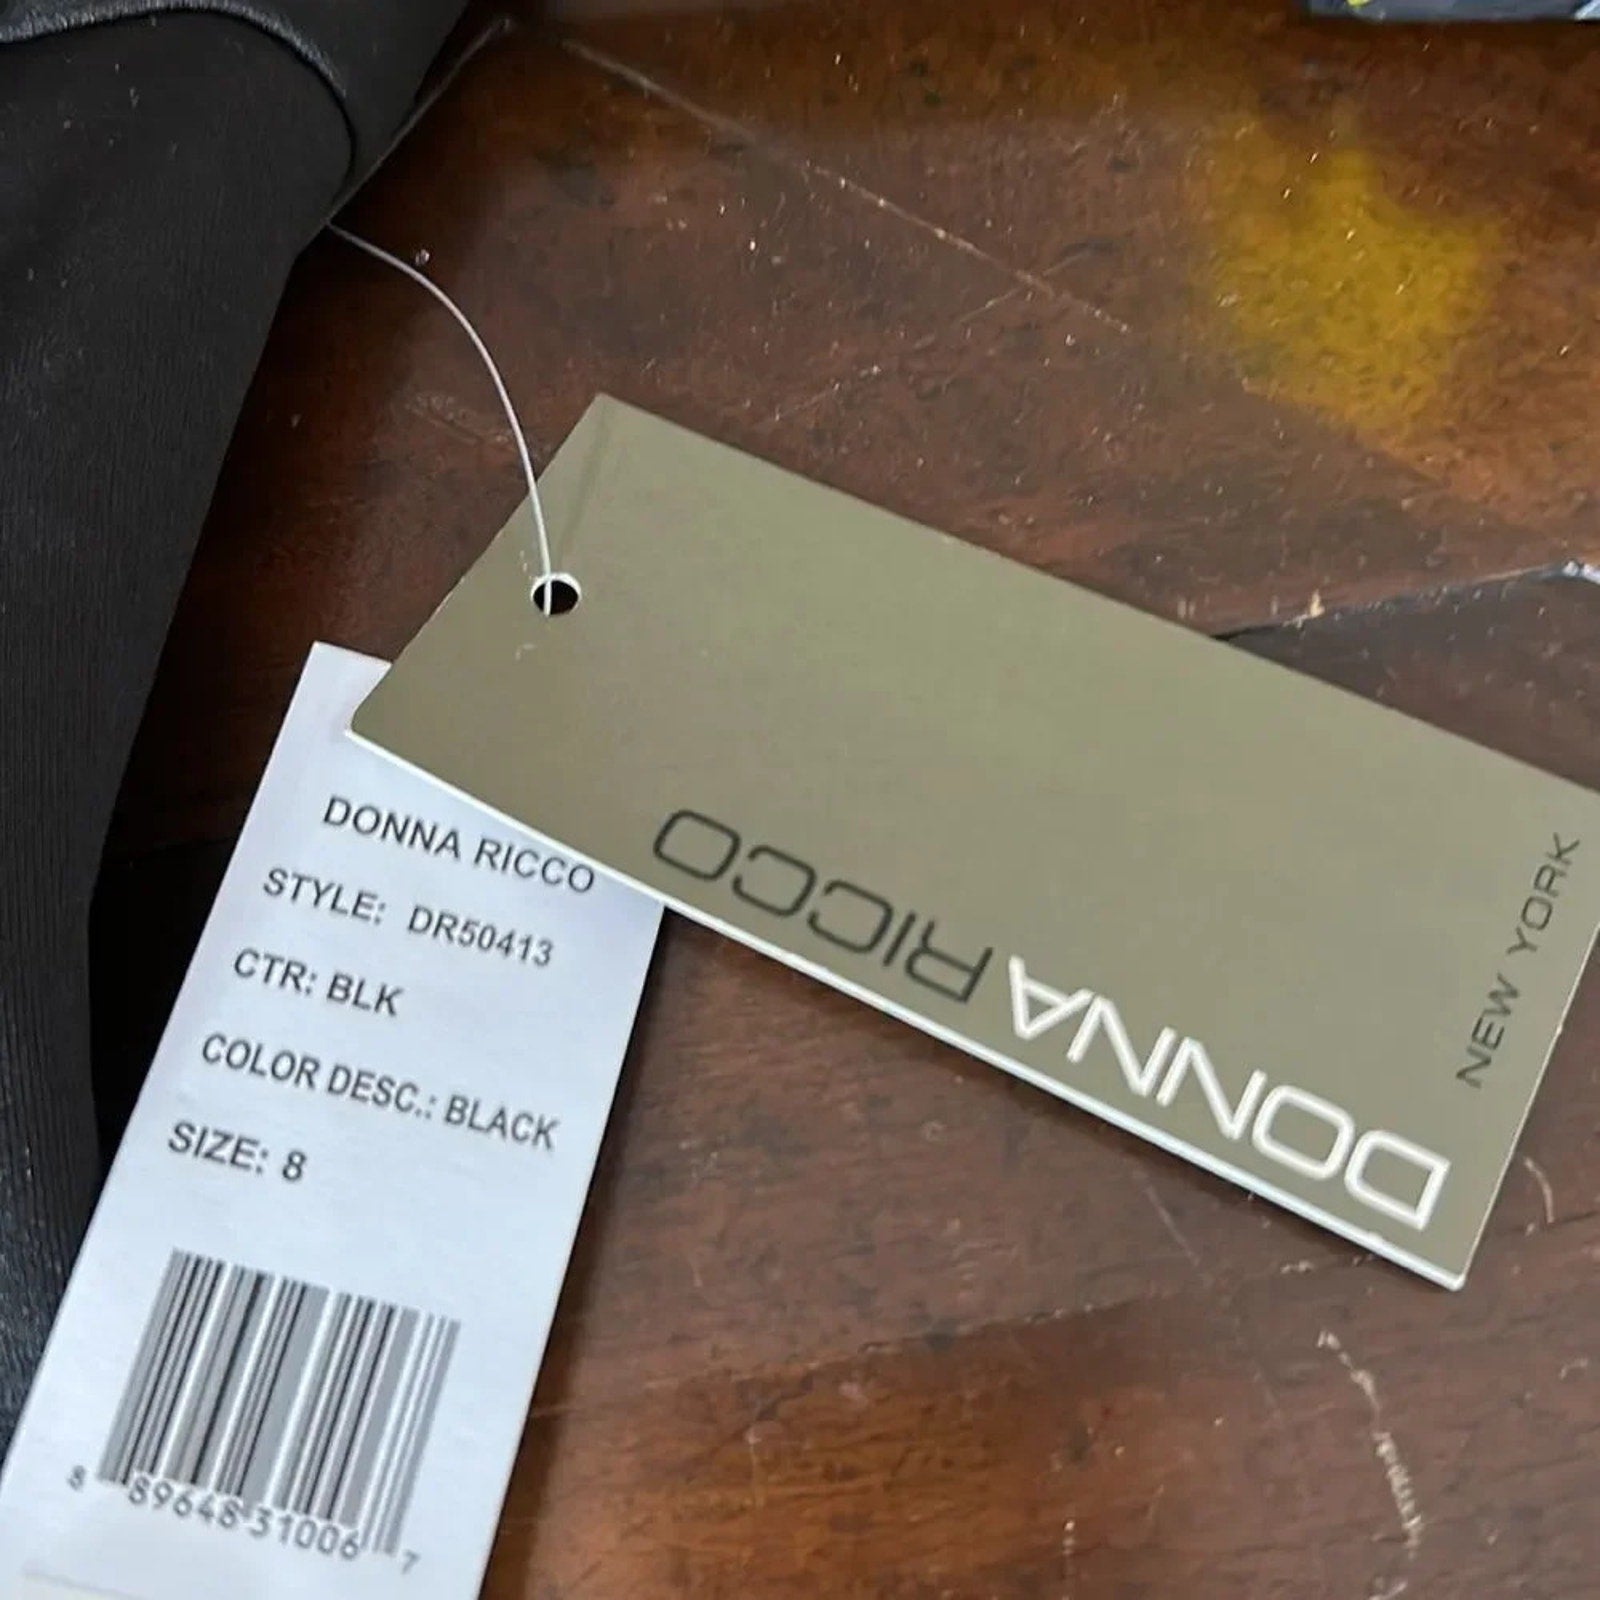 DONNA RICCO
NEW YORK
DONNA RICCO
STYLE: DR50413
CTR: BLK
COLOR DESC.: BLACK
SIZE: 8
8 89648 31006 7